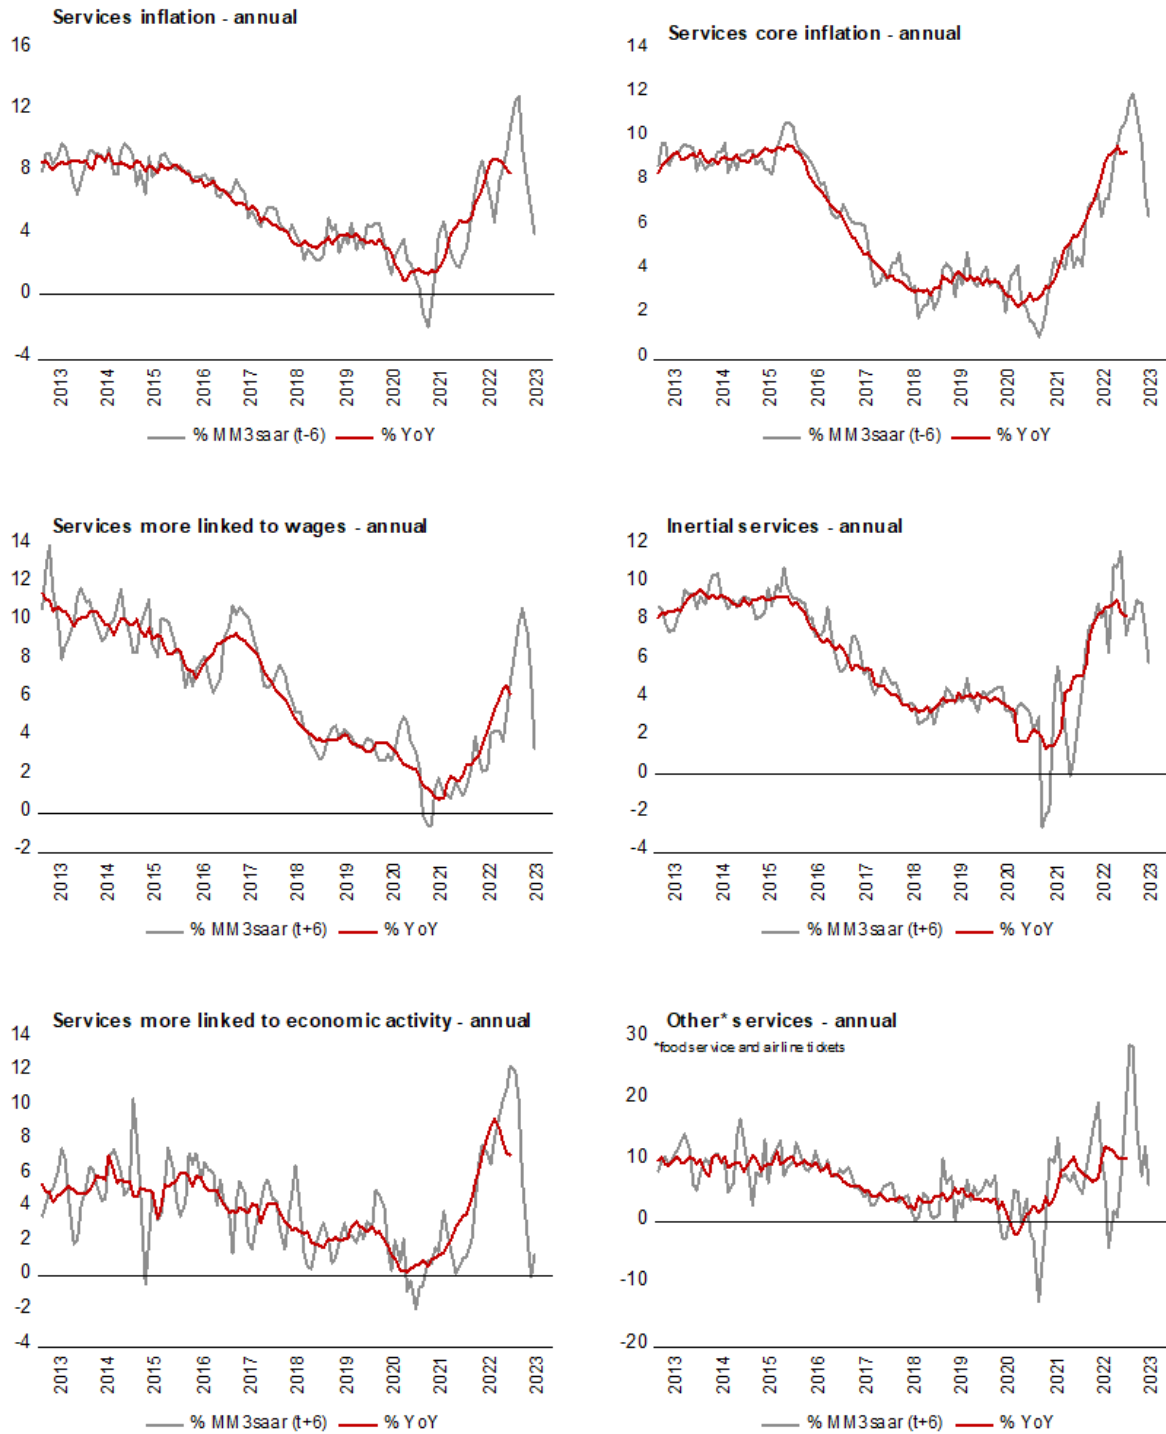 Services inflation - annual
16
12
8
4
0
-4
2013 2014 2015 2016 2017 2018 2019 2020 2021 2022 2023
% MM3saar (t-6) % YoY
Services core inflation - annual
14
12
10
8
6
4
2
0
2013 2014 2015 2016 2017 2018 2019 2020 2021 2022 2023
% MM3saar (t-6) % YoY
Services more linked to wages - annual
14
12
10
8
6
4
2
0
-2
2013 2014 2015 2016 2017 2018 2019 2020 2021 2022 2023
% MM3saar (t+6) % YoY
Inertial services - annual
12
10
8
6
4
2
0
-2
-4
2013 2014 2015 2016 2017 2018 2019 2020 2021 2022 2023
% MM3saar (t+6) % YoY
Services more linked to economic activity - annual
14
12
10
8
6
4
2
0
-2
-4
2013 2014 2015 2016 2017 2018 2019 2020 2021 2022 2023
% MM3saar (t+6) % YoY
Other* services - annual
*food service and airline tickets
30
20
10
0
-10
-20
2013 2014 2015 2016 2017 2018 2019 2020 2021 2022 2023
% MM3saar (t+6) % YoY